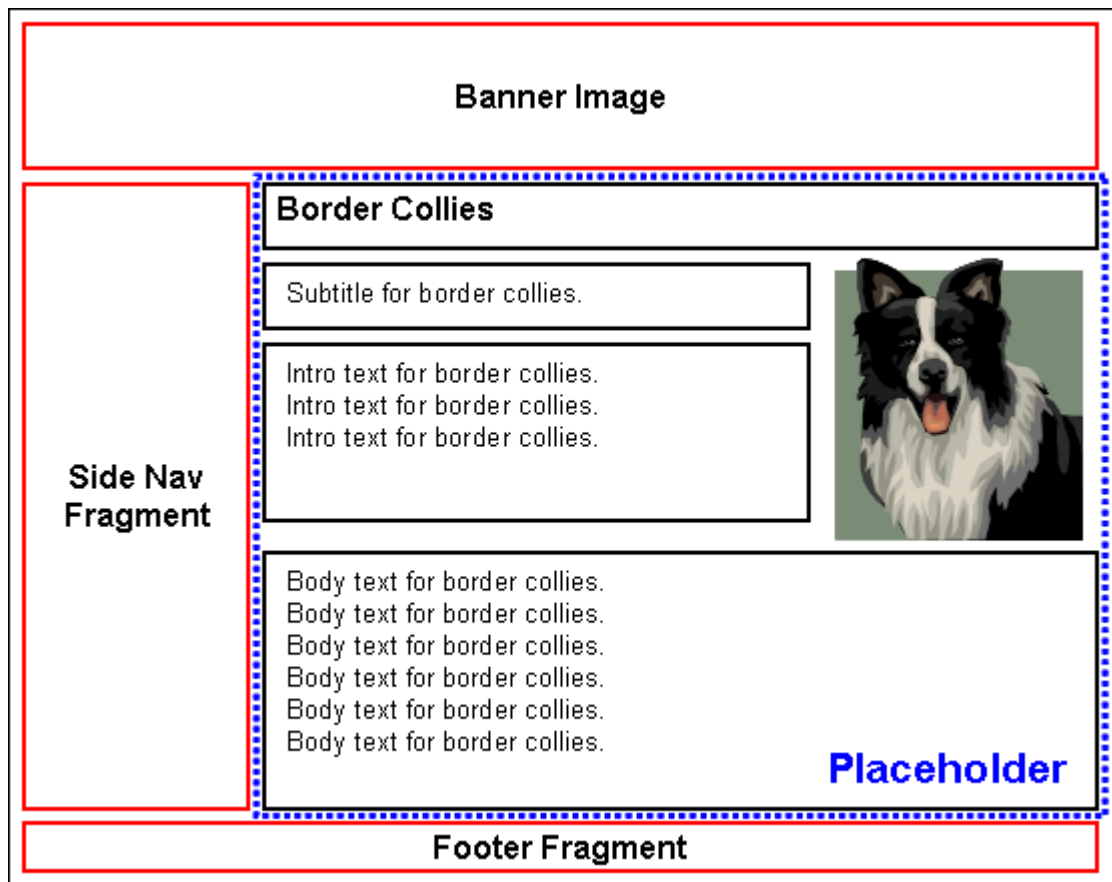 Banner Image
Side Nav
Fragment
Border Collies
Subtitle for border collies.
Intro text for border collies.
Intro text for border collies.
Intro text for border collies.
Body text for border collies.
Body text for border collies.
Body text for border collies.
Body text for border collies.
Body text for border collies.
Body text for border collies.
Placeholder
Footer Fragment